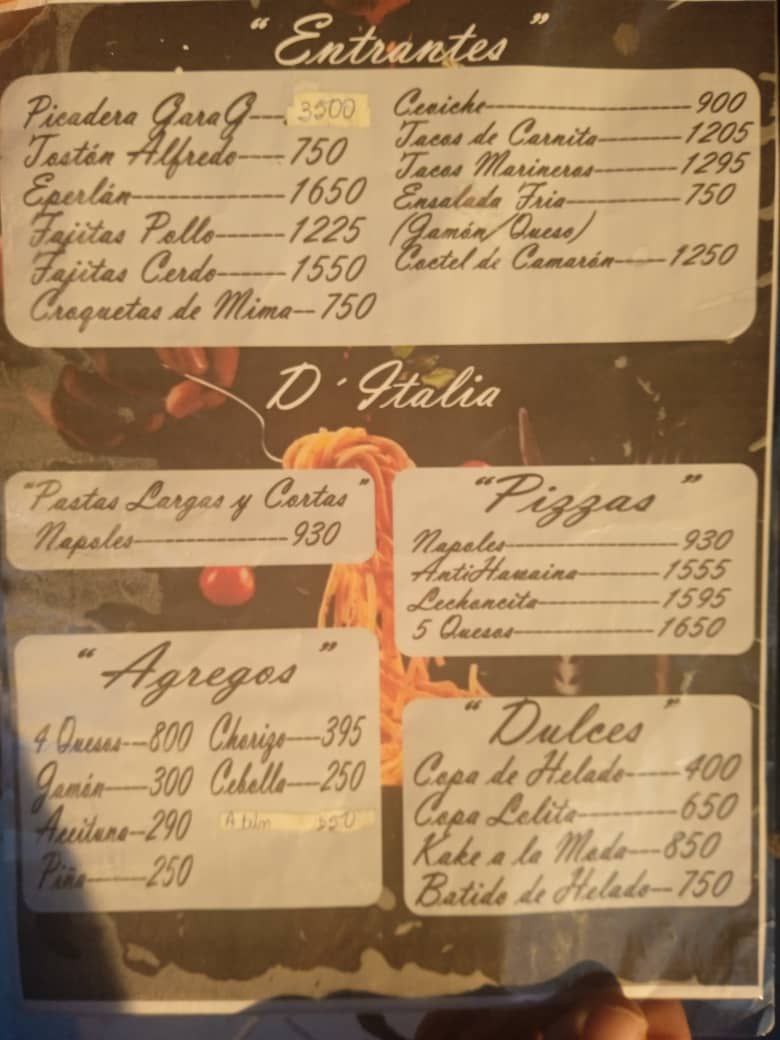 "Entrantes"
Picadera GaraG---- 3500
Tostón Alfredo----750
Eperlán--------------1650
Fajitas Pollo------1225
Fajitas Cerdo------1550
Croquetas de Mima--750
Ceviche--------------------900
Tacos de Carnita--------1205
Tacos Marineros--------1295
Ensalada Fria-----------750
(Jamón/Queso)
Coctel de Camarón-----1250
D'Italia
"Pastas Largas y Cortas"
Napoles---------------930
"Pizzas"
Napoles-----------------930
AntiHawaina--------1555
Lechoncita------------1595
5 Quesos--------------1650
"Agregos"
4 Quesos--800
Jamón----300
Aceituna-290
Piña------250
Chorizo---395
Cebolla---250
"Dulces"
Copa de Helado-----400
Copa Lolita----------650
Kake a la Moda---850
Batido de Helado--750